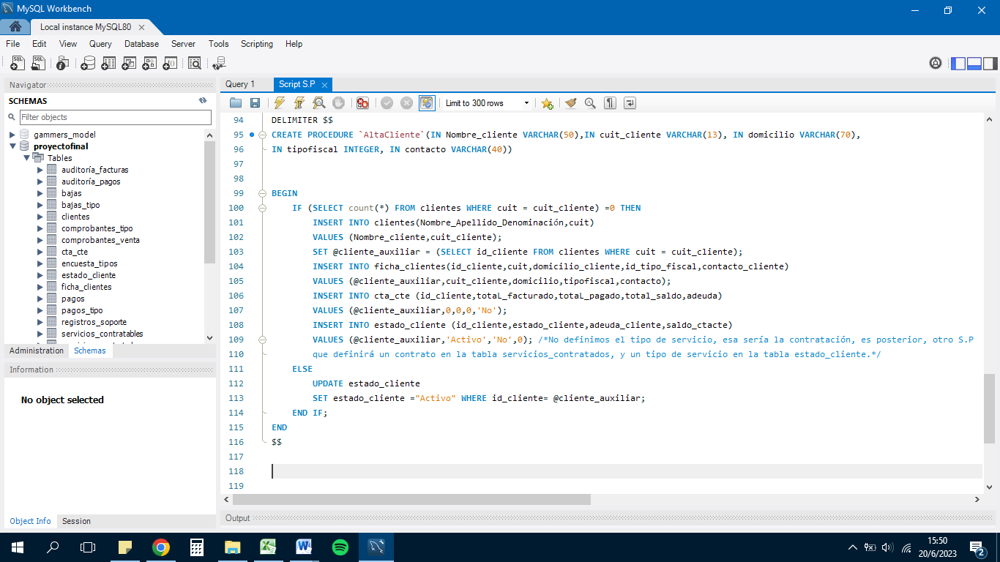 MySQL Workbench
Local instance MySQL80
File Edit View Query Database Server Tools Scripting Help
Navigator
SCHEMAS
Filter objects
gammers_model
proyectofinal
Tables
auditoría_facturas
auditoría_pagos
bajas
bajas_tipo
clientes
comprobantes_tipo
comprobantes_venta
cta_cte
encuesta_tipos
estado_cliente
ficha_clientes
pagos
pagos_tipo
registros_soporte
servicios_contratables
Administration Schemas
Information
No object selected
Object Info Session
Query 1 Script S.P
Limit to 300 rows
94 DELIMITER $$
95 CREATE PROCEDURE `AltaCliente`(IN Nombre_cliente VARCHAR(50),IN cuit_cliente VARCHAR(13), IN domicilio VARCHAR(70),
96 IN tipofiscal INTEGER, IN contacto VARCHAR(40))
97
98
99 BEGIN
100 IF (SELECT count(*) FROM clientes WHERE cuit = cuit_cliente) =0 THEN
101 INSERT INTO clientes(Nombre_Apellido_Denominación,cuit)
102 VALUES (Nombre_cliente,cuit_cliente);
103 SET @cliente_auxiliar = (SELECT id_cliente FROM clientes WHERE cuit = cuit_cliente);
104 INSERT INTO ficha_clientes(id_cliente,cuit,domicilio_cliente,id_tipo_fiscal,contacto_cliente)
105 VALUES (@cliente_auxiliar,cuit_cliente,domicilio,tipofiscal,contacto);
106 INSERT INTO cta_cte (id_cliente,totaL_facturado,totaL_pagado,total_saldo,adeuda)
107 VALUES (@cliente_auxiliar,0,0,0,'No');
108 INSERT INTO estado_cliente (id_cliente,estado_cliente,adeuda_cliente,saldo_ctacte)
109 VALUES (@cliente_auxiliar,'Activo','No',0); /*No definimos el tipo de servicio, esa sería la contratación, es posterior, otro S.P
110 que definirá un contrato en la tabla servicios_contratados, y un tipo de servicio en la tabla estado_cliente.*/
111 ELSE
112 UPDATE estado_cliente
113 SET estado_cliente ="Activo" WHERE id_cliente= @cliente_auxiliar;
114 END IF;
115 END
116 $$
117
118
119
Output
15:50
20/6/2023
2